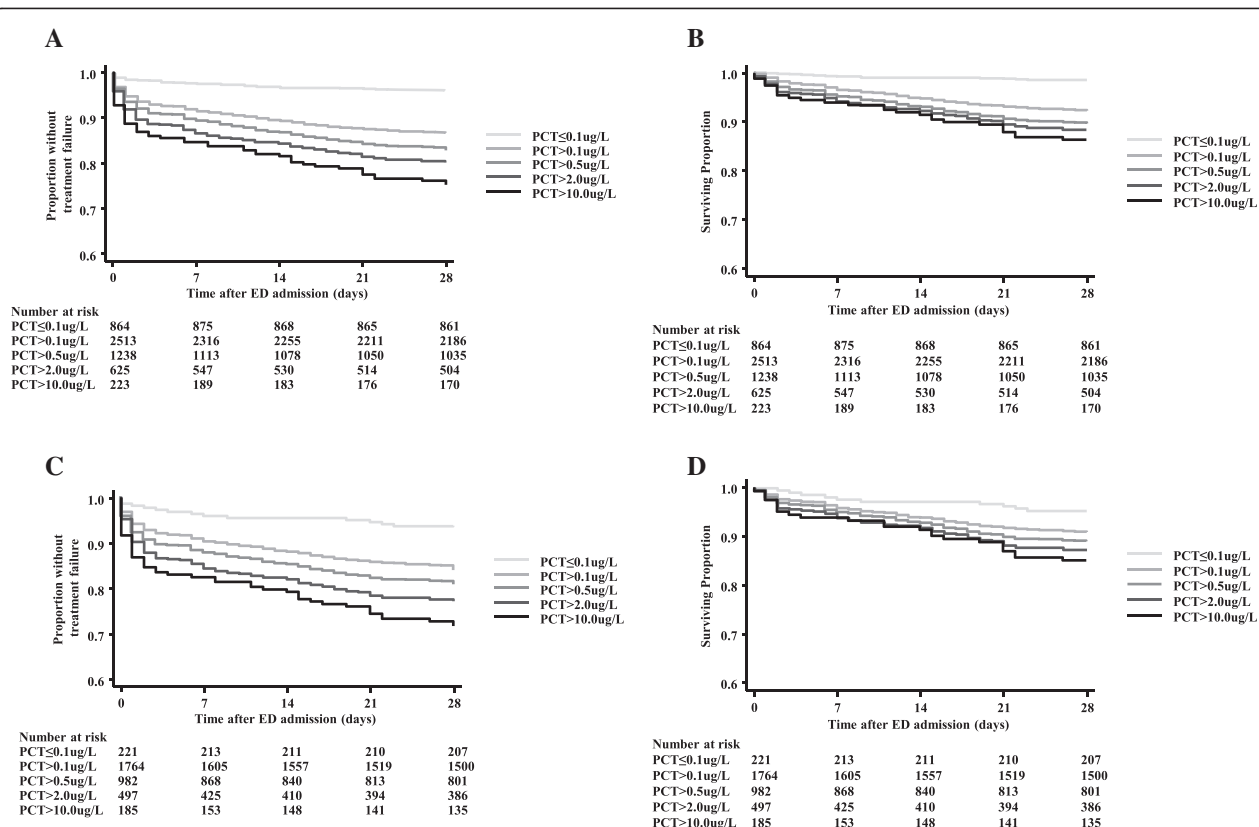 A
Proportion without
treatment failure
1.0
0.9
0.8
0.7
0.6
0 7 14 21 28
Time after ED admission (days)
PCT≤0.1ug/L
PCT>0.1ug/L
PCT>0.5ug/L
PCT>2.0ug/L
PCT>10.0ug/L
Number at risk
PCT≤0.1ug/L 864 875 868 865 861
PCT>0.1ug/L 2513 2316 2255 2211 2186
PCT>0.5ug/L 1238 1113 1078 1050 1035
PCT>2.0ug/L 625 547 530 514 504
PCT>10.0ug/L 223 189 183 176 170
B
Surviving Proportion
1.0
0.9
0.8
0.7
0.6
0 7 14 21 28
Time after ED admission (days)
PCT≤0.1ug/L
PCT>0.1ug/L
PCT>0.5ug/L
PCT>2.0ug/L
PCT>10.0ug/L
Number at risk
PCT≤0.1ug/L 864 875 868 865 861
PCT>0.1ug/L 2513 2316 2255 2211 2186
PCT>0.5ug/L 1238 1113 1078 1050 1035
PCT>2.0ug/L 625 547 530 514 504
PCT>10.0ug/L 223 189 183 176 170
C
Proportion without
treatment failure
1.0
0.9
0.8
0.7
0.6
0 7 14 21 28
Time after ED admission (days)
PCT≤0.1ug/L
PCT>0.1ug/L
PCT>0.5ug/L
PCT>2.0ug/L
PCT>10.0ug/L
Number at risk
PCT≤0.1ug/L 221 213 211 210 207
PCT>0.1ug/L 1764 1605 1557 1519 1500
PCT>0.5ug/L 982 868 840 813 801
PCT>2.0ug/L 497 425 410 394 386
PCT>10.0ug/L 185 153 148 141 135
D
Surviving Proportion
1.0
0.9
0.8
0.7
0.6
0 7 14 21 28
Time after ED admission (days)
PCT≤0.1ug/L
PCT>0.1ug/L
PCT>0.5ug/L
PCT>2.0ug/L
PCT>10.0ug/L
Number at risk
PCT≤0.1ug/L 221 213 211 210 207
PCT>0.1ug/L 1764 1605 1557 1519 1500
PCT>0.5ug/L 982 868 840 813 801
PCT>2.0ug/L 497 425 410 394 386
PCT>10.0ug/L 185 153 148 141 135